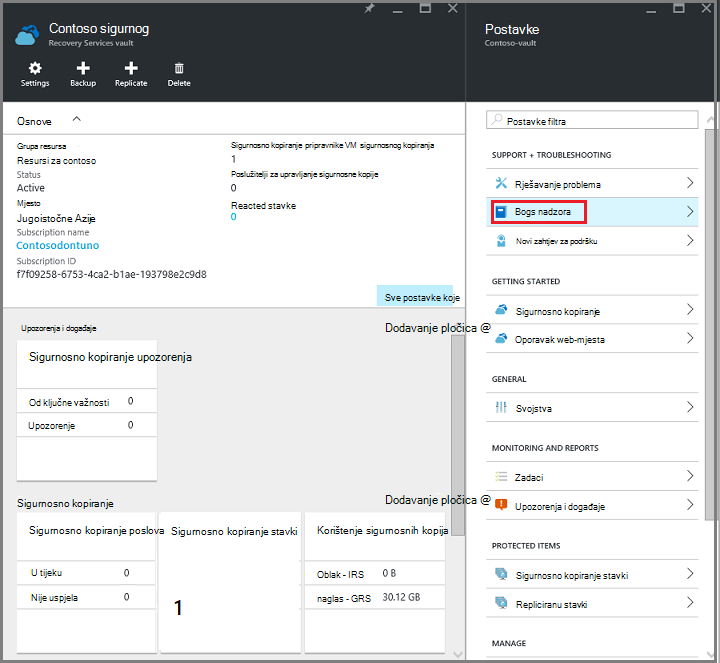 Contoso sigurnog
Recovery Services vault
Settings
Backup
Replicate
Delete
Osnove
Grupa resursa
Resursi za contoso
Status
Active
Mjesto
Jugoistočne Azije
Subscription name
Contosodontuno
Subscription ID
f7f09258-6753-4ca2-b1ae-193798e2c9d8
Sigurnosno kopiranje pripravnike VM sigurnosnog kopiranja
1
Poslužitelji za upravljanje sigurnosne kopije
0
Reacted stavke
0
Sve postavke koje
Upozorenja i događaje
Dodavanje pločica @
Sigurnosno kopiranje upozorenja
Od ključne važnosti 0
Upozorenje 0
Sigurnosno kopiranje
Dodavanje pločica @
Sigurnosno kopiranje poslova
U tijeku 0
Nije uspjela 0
Sigurnosno kopiranje stavki
1
Korištenje sigurnosnih kopija
Oblak - IRS 0 B
naglas - GRS 30,12 GB
Postavke
Contoso-vault
Postavke filtra
SUPPORT + TROUBLESHOOTING
Rješavanje problema
Bogs nadzora
Novi zahtjev za podršku
GETTING STARTED
Sigurnosno kopiranje
Oporavak web-mjesta
GENERAL
Svojstva
MONITORING AND REPORTS
Zadaci
Upozorenja i događaje
PROTECTED ITEMS
Sigurnosno kopiranje stavki
Repliciranu stavki
MANAGE